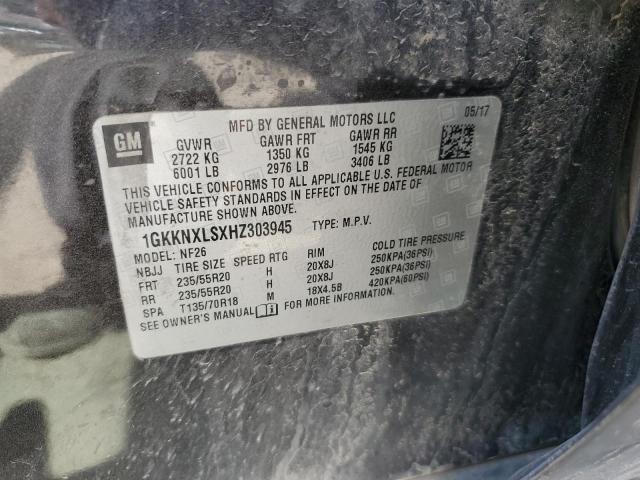 GM
MFD BY GENERAL MOTORS LLC
05/17
GVWR GAWR FRT GAWR RR
2722 KG 1350 KG 1545 KG
6001 LB 2976 LB 3406 LB
THIS VEHICLE CONFORMS TO ALL APPLICABLE U.S. FEDERAL MOTOR
VEHICLE SAFETY STANDARDS IN EFFECT ON THE DATE OF
MANUFACTURE SHOWN ABOVE.
1GKKNXLSXHZ303945 TYPE: M.P.V.
MODEL: NF26
NBJJ TIRE SIZE SPEED RTG RIM COLD TIRE PRESSURE
FRT 235/55R20 H 20X8J 250KPA(36PSI)
RR 235/55R20 H 20X8J 250KPA(36PSI)
SPA T135/70R18 M 18X4.5B 420KPA(60PSI)
SEE OWNER'S MANUAL FOR MORE INFORMATION